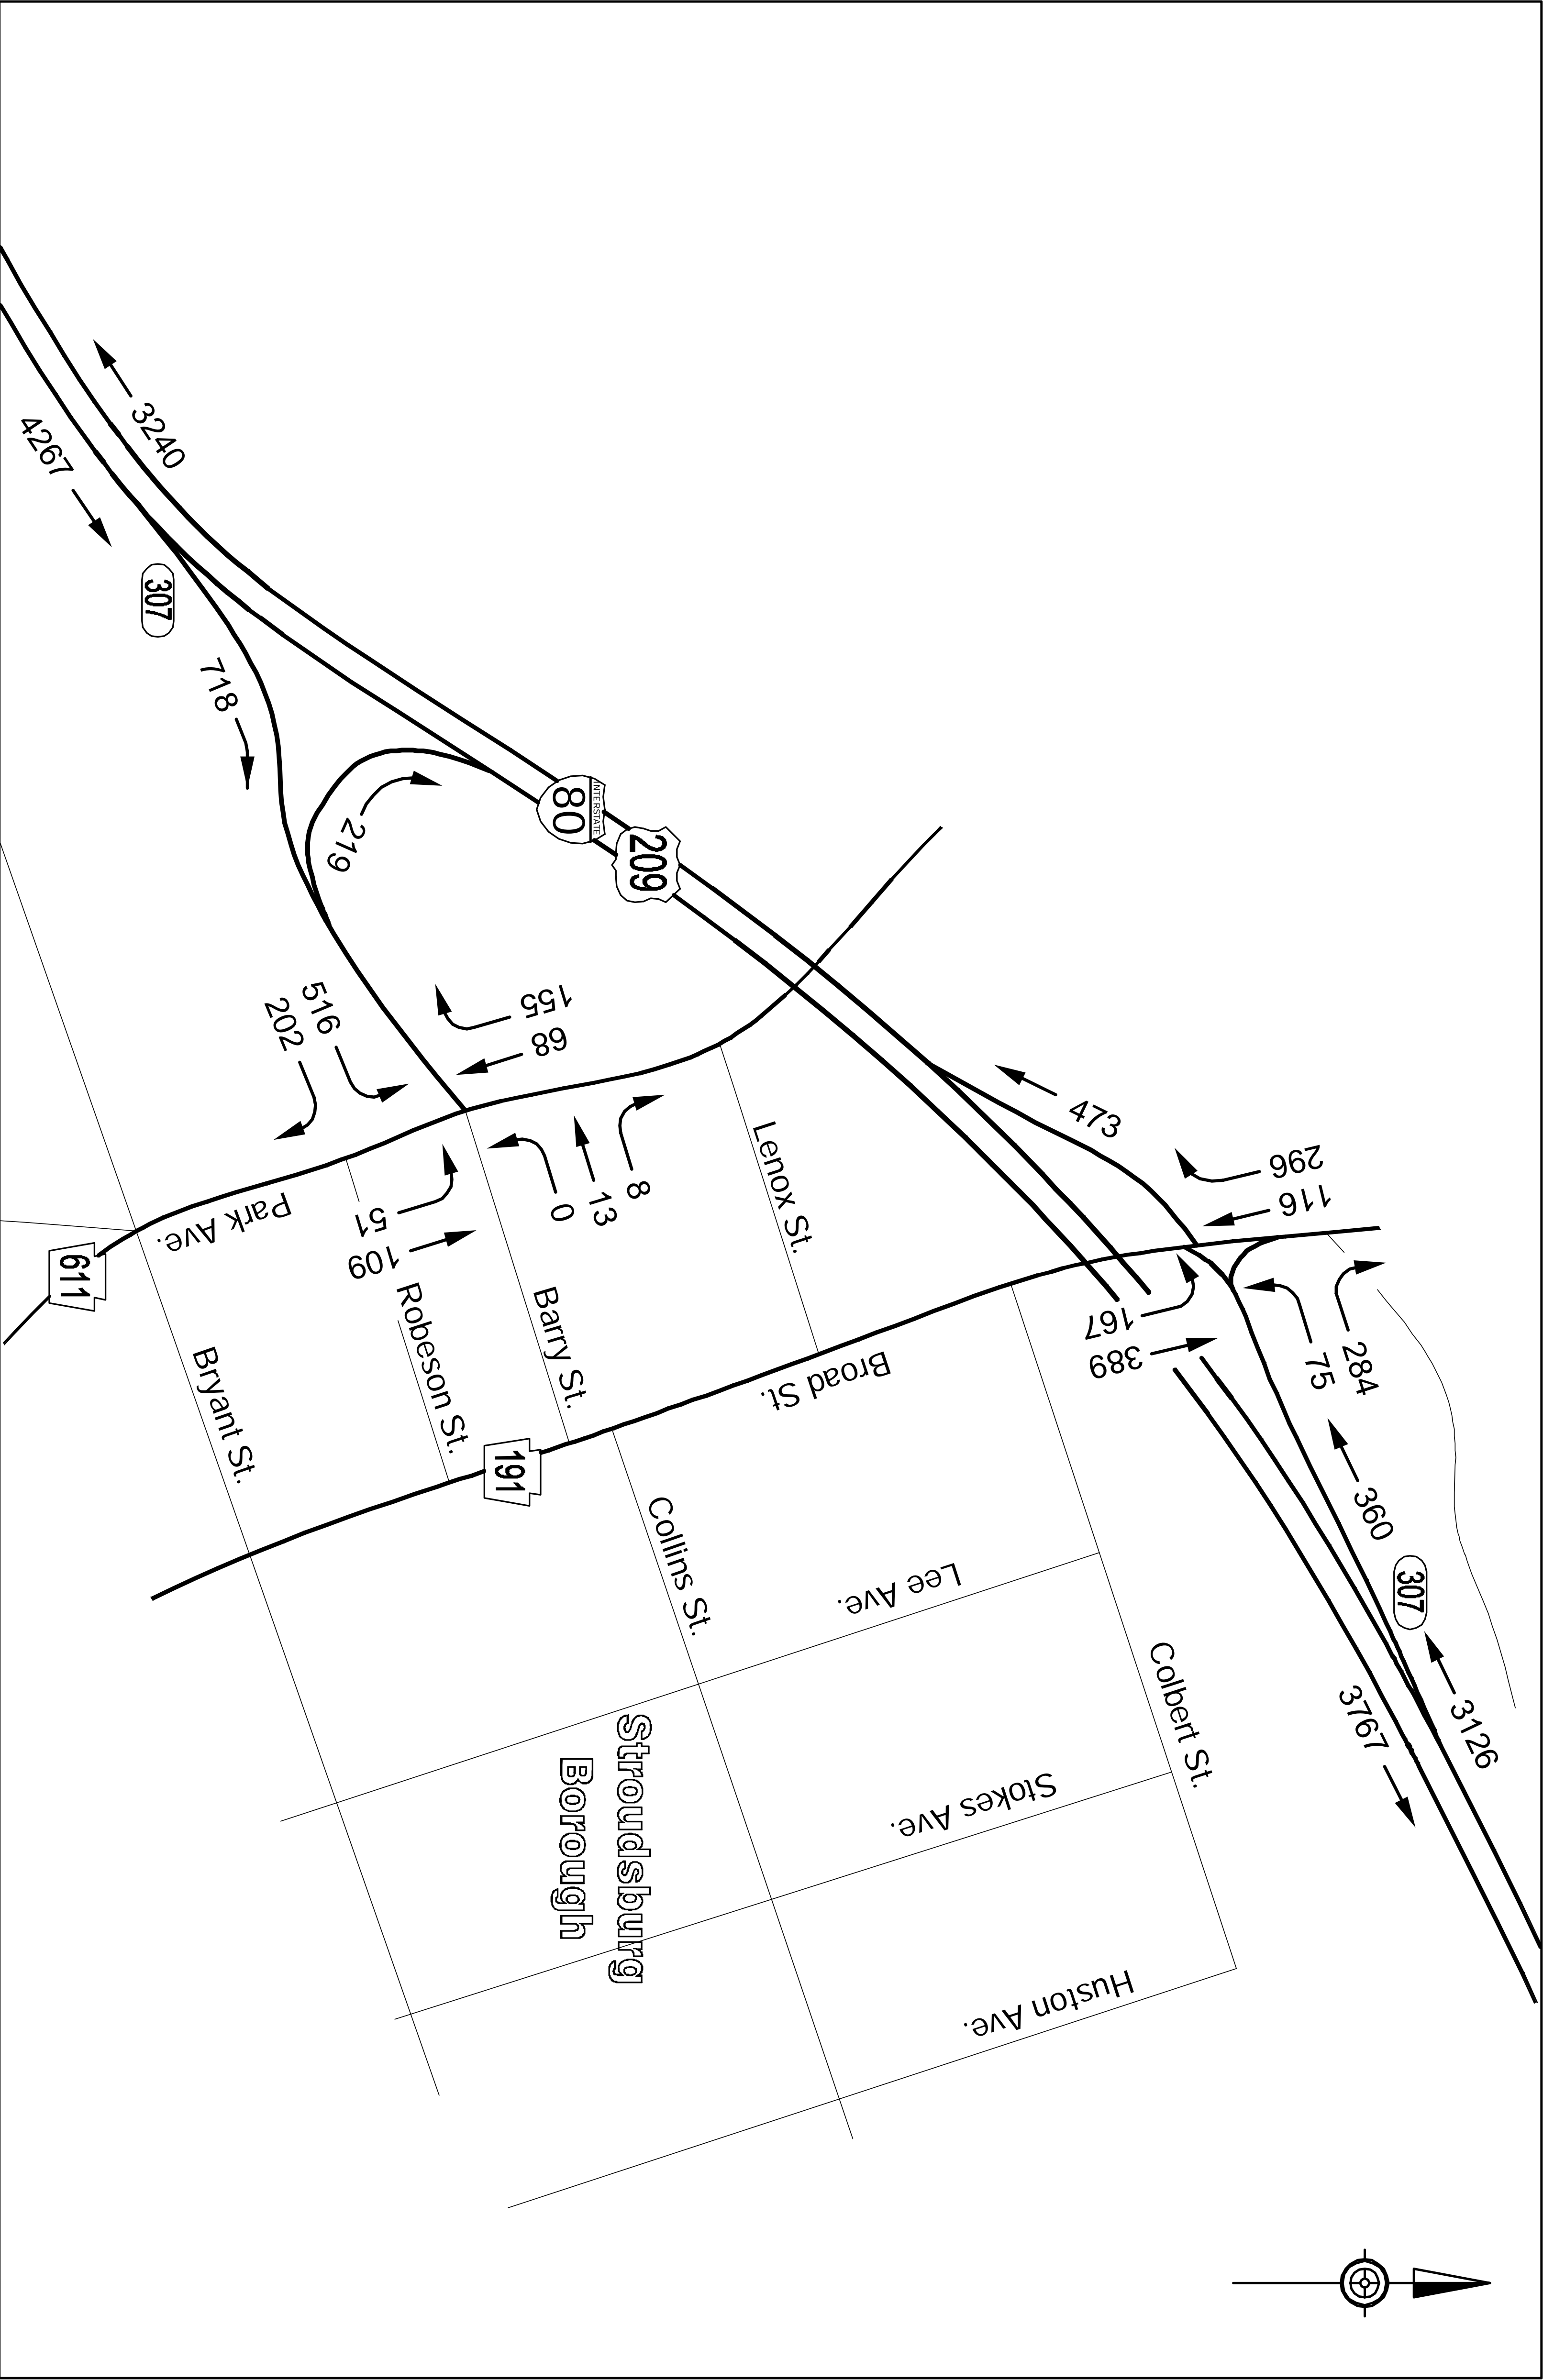 4267
3240
307
718
219
INTERSTATE
80
209
516
202
155
68
51
109
0
13
8
473
296
116
167
389
75
284
360
307
3126
3767
611
191
Park Ave.
Broad St.
Bryant St.
Robeson St.
Barry St.
Lenox St.
Collins St.
Colbert St.
Lee Ave.
Stokes Ave.
Huston Ave.
Stroudsburg
Borough